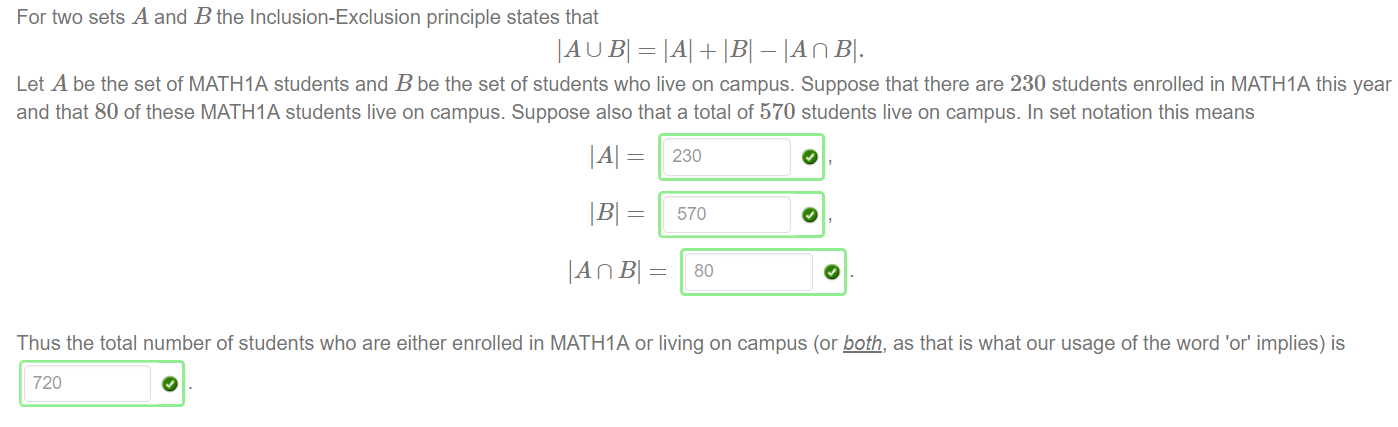 For two sets A and B the Inclusion-Exclusion principle states that
|A ∪ B| = |A| + |B| − |A ∩ B|.
Let A be the set of MATH1A students and B be the set of students who live on campus. Suppose that there are 230 students enrolled in MATH1A this year
and that 80 of these MATH1A students live on campus. Suppose also that a total of 570 students live on campus. In set notation this means
|A| = 230 ,
|B| = 570 ,
|A ∩ B| = 80 .
Thus the total number of students who are either enrolled in MATH1A or living on campus (or both, as that is what our usage of the word 'or' implies) is
720 .